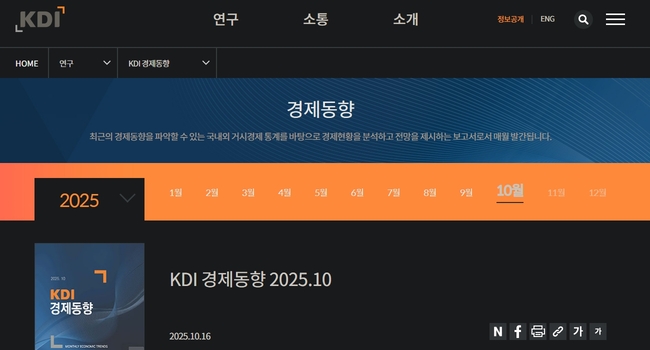 KDI
연구 소통 소개 정보공개 ENG
HOME 연구 KDI 경제동향
경제동향
최근의 경제동향을 파악할 수 있는 국내외 거시경제 통계를 바탕으로 경제현황을 분석하고 전망을 제시하는 보고서로서 매월 발간됩니다.
2025 1월 2월 3월 4월 5월 6월 7월 8월 9월 10월 11월 12월
2025. 10
KDI
경제동향
MONTHLY ECONOMIC TRENDS
KDI 경제동향 2025.10
2025.10.16 N f 가 가